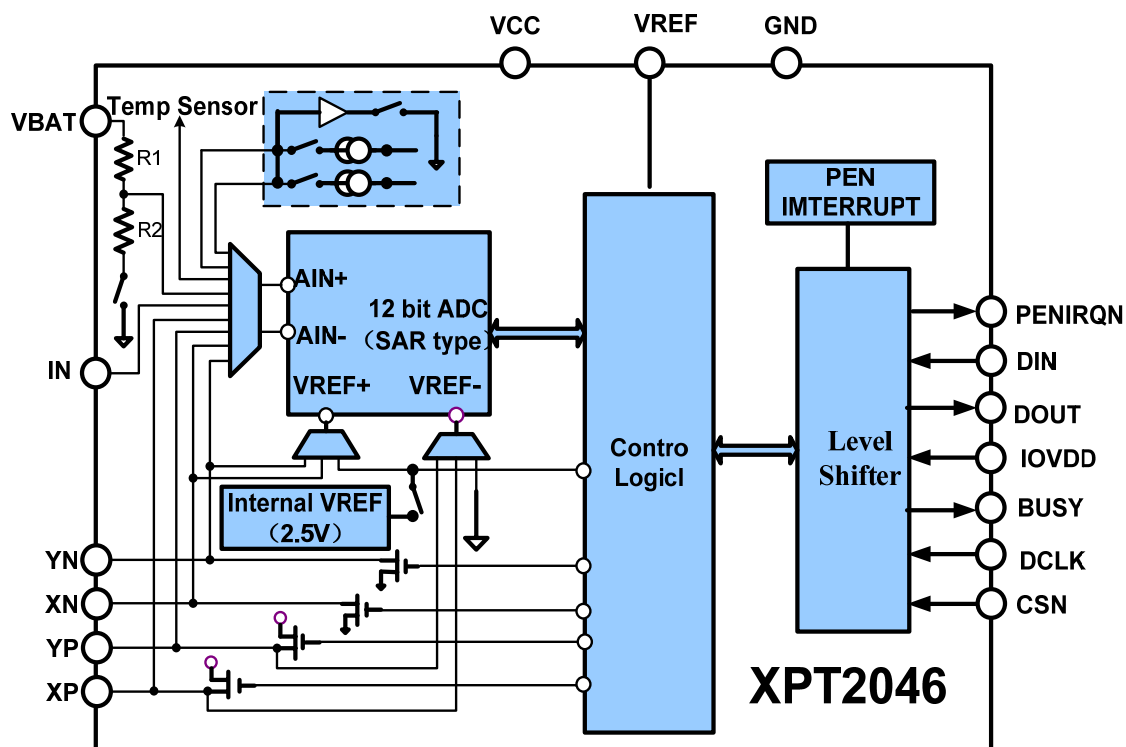 VCC
VREF
GND
VBAT
Temp Sensor
R1
R2
PEN
IMTERRUPT
AIN+
12 bit ADC
（SAR type）
AIN-
VREF+
VREF-
IN
Contro
Logicl
Level
Shifter
PENIRQN
DIN
DOUT
IOVDD
BUSY
DCLK
CSN
Internal VREF
（2.5V）
YN
XN
YP
XP
XPT2046